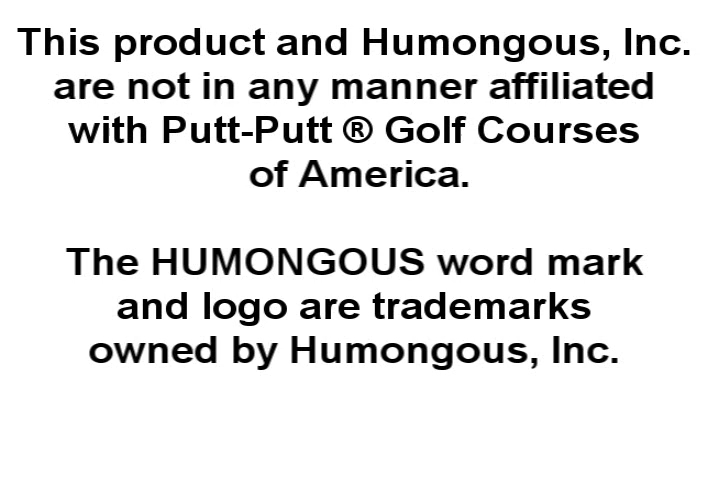 This product and Humongous, Inc.
are not in any manner affiliated
with Putt-Putt ® Golf Courses
of America.
The HUMONGOUS word mark
and logo are trademarks
owned by Humongous, Inc.